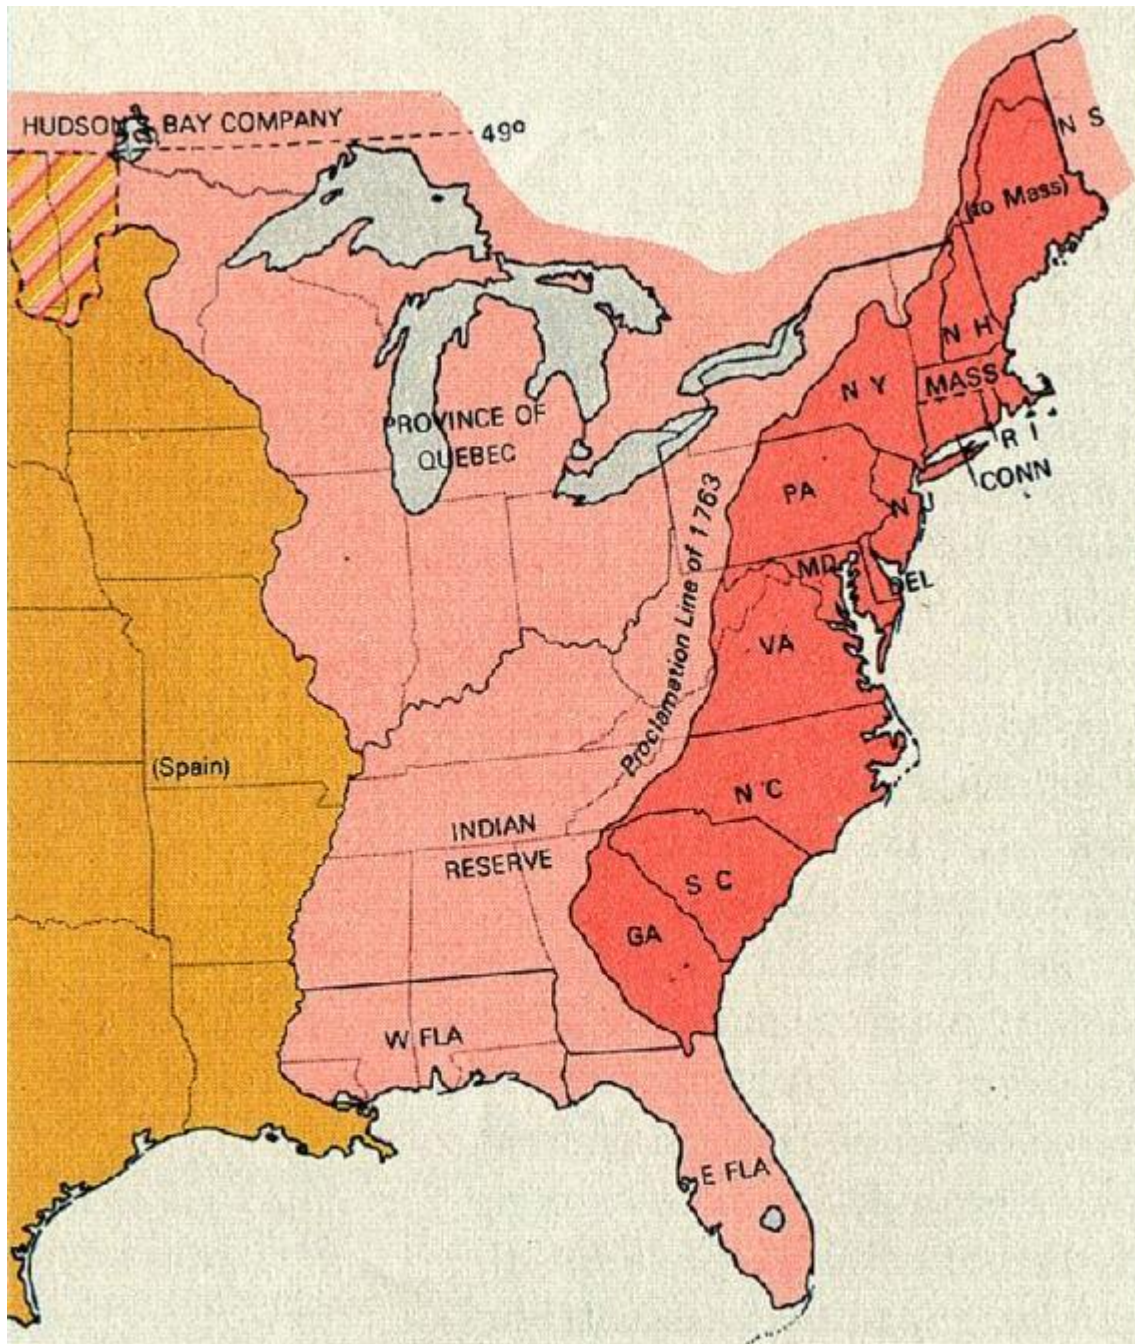 HUDSON'S BAY COMPANY
49º
N S
(to Mass)
N H
N Y
MASS
R I
CONN
PROVINCE OF
QUEBEC
PA
N J
Proclamation Line of 1763
MD
DEL
VA
(Spain)
N C
INDIAN
RESERVE
S C
GA
W FLA
E FLA